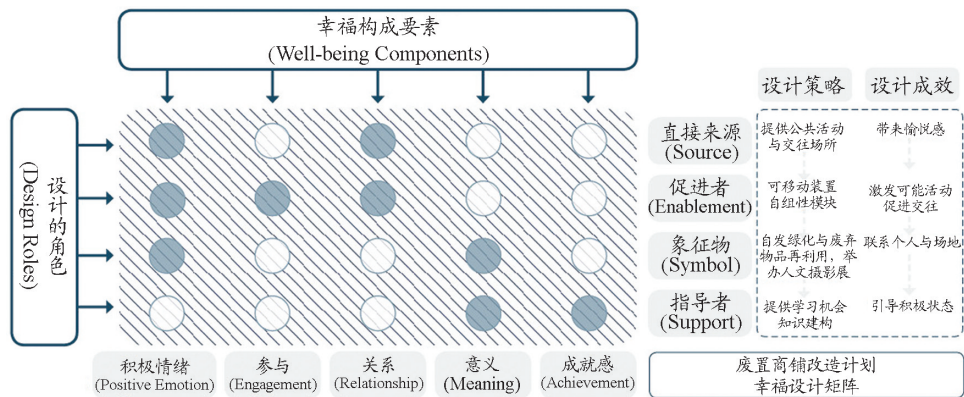 幸福构成要素
(Well-being Components)
设计的角色
(Design Roles)
设计策略
设计成效
直接来源
(Source)
提供公共活动
与交往场所
带来愉悦感
促进者
(Enablement)
可移动装置
自组性模块
激发可能活动
促进交往
象征物
(Symbol)
自发绿化与废弃
物品再利用，举
办人文摄影展
联系个人与场地
指导者
(Support)
提供学习机会
知识建构
引导积极状态
积极情绪
(Positive Emotion)
参与
(Engagement)
关系
(Relationship)
意义
(Meaning)
成就感
(Achievement)
废置商铺改造计划
幸福设计矩阵